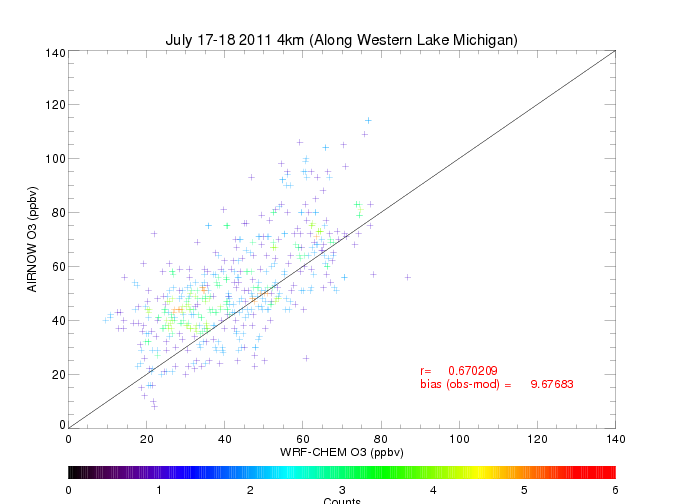 July 17-18 2011 4km (Along Western Lake Michigan)
140
120
100
80
60
40
20
0
AIRNOW O3 (ppbv)
r= 0.670209
bias (obs-mod) = 9.67683
0 20 40 60 80 100 120 140
WRF-CHEM O3 (ppbv)
0 1 2 3 4 5 6
Counts